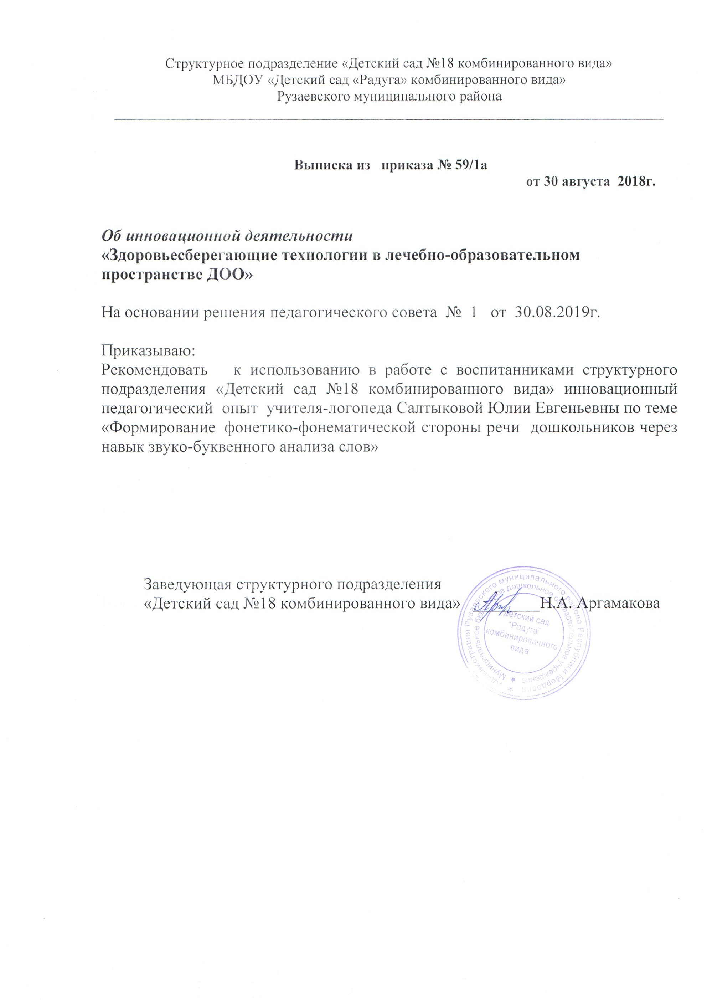 Структурное подразделение «Детский сад №18 комбинированного вида»
МБДОУ «Детский сад «Радуга» комбинированного вида»
Рузаевского муниципального района
Выписка из приказа № 59/1а
от 30 августа 2018г.
Об инновационной деятельности
«Здоровьесберегающие технологии в лечебно-образовательном
пространстве ДОО»
На основании решения педагогического совета № 1 от 30.08.2019г.
Приказываю:
Рекомендовать к использованию в работе с воспитанниками структурного
подразделения «Детский сад №18 комбинированного вида» инновационный
педагогический опыт учителя-логопеда Салтыковой Юлии Евгеньевны по теме
«Формирование фонетико-фонематической стороны речи дошкольников через
навык звуко-буквенного анализа слов»
Заведующая структурного подразделения
«Детский сад №18 комбинированного вида» Н.А. Аргамакова
Рузаевского муниципального района Республики
Муниципальное дошкольное образовательное учреждение
детский сад
"Радуга"
комбинированного
вида